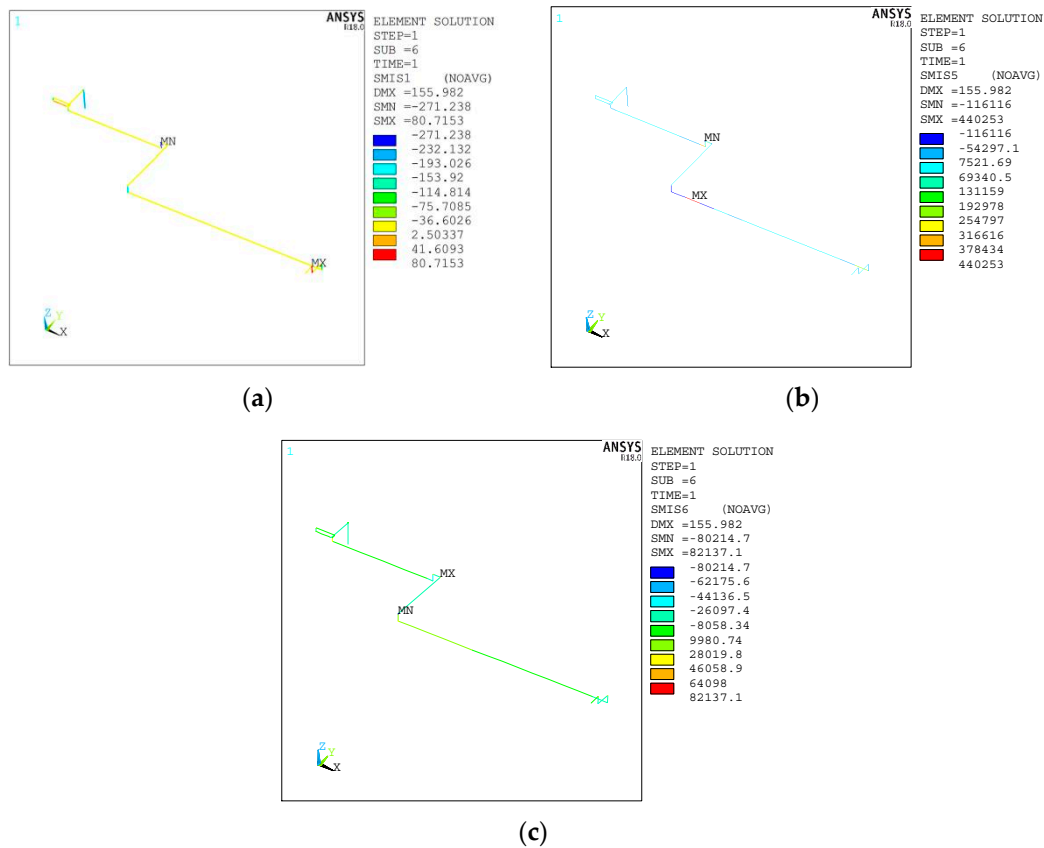 1
ANSYS
R18.0
ELEMENT SOLUTION
STEP=1
SUB =6
TIME=1
SMIS1 (NOAVG)
DMX =155.982
SMN =-271.238
SMX =80.7153
-271.238
-232.132
-193.026
-153.92
-114.814
-75.7085
-36.6026
2.50337
41.6093
80.7153
MN
MX
Z
Y
X
(a)
1
ANSYS
R18.0
ELEMENT SOLUTION
STEP=1
SUB =6
TIME=1
SMIS5 (NOAVG)
DMX =155.982
SMN =-116116
SMX =440253
-116116
-54297.1
7521.69
69340.5
131159
192978
254797
316616
378434
440253
MN
MX
Z
Y
X
(b)
1
ANSYS
R18.0
ELEMENT SOLUTION
STEP=1
SUB =6
TIME=1
SMIS6 (NOAVG)
DMX =155.982
SMN =-80214.7
SMX =82137.1
-80214.7
-62175.6
-44136.5
-26097.4
-8058.34
9980.74
28019.8
46058.9
64098
82137.1
MX
MN
Z
Y
X
(c)